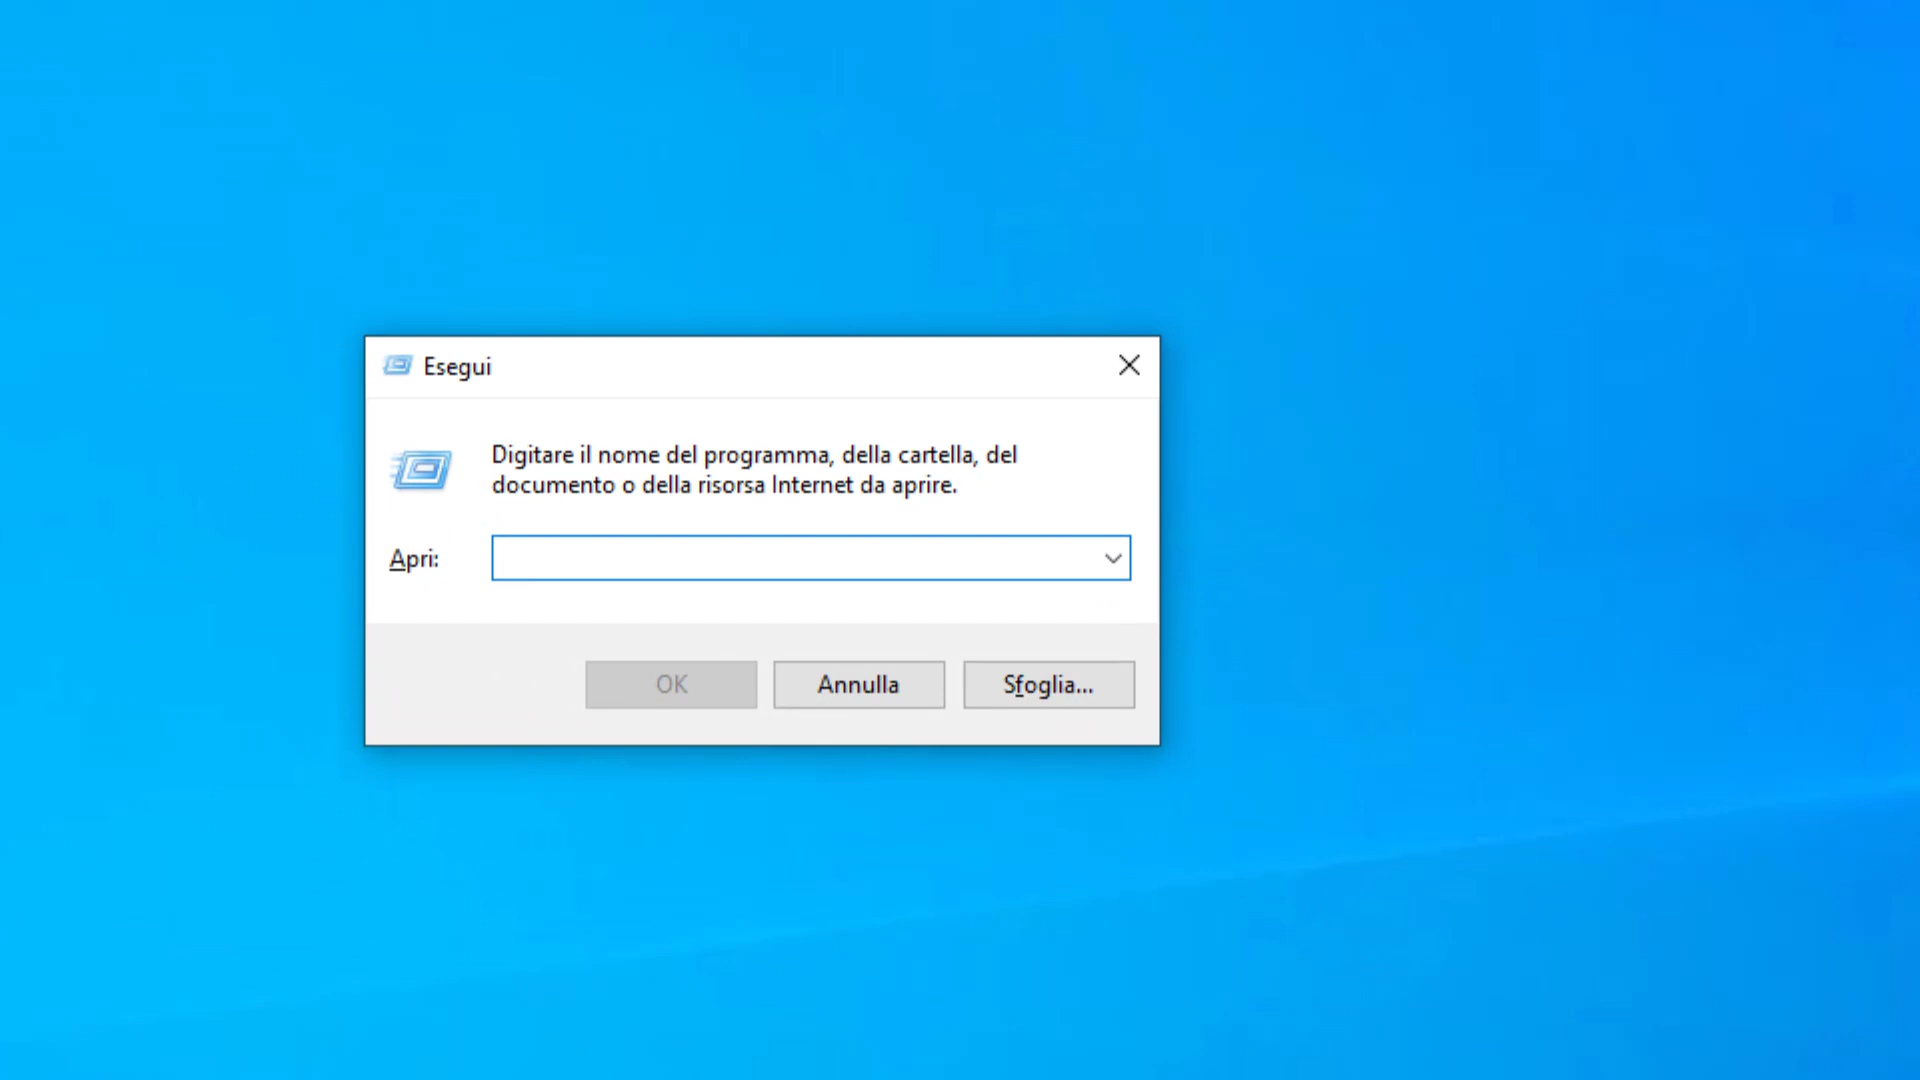 Esegui
Digitare il nome del programma, della cartella, del
documento o della risorsa Internet da aprire.
Apri:
OK
Annulla
Sfoglia...